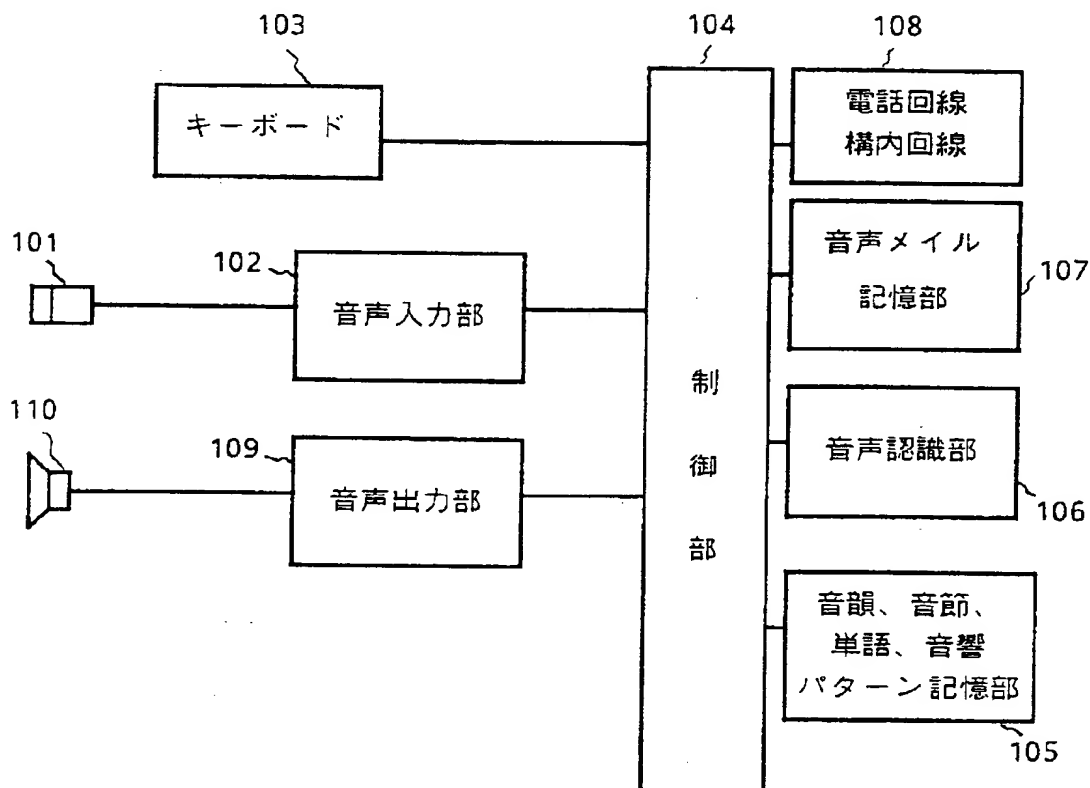 103
キーボード
104
108
電話回線
構内回線
101
102
音声入力部
音声メイル
記憶部
107
110
109
音声出力部
制
御
部
音声認識部
106
音韻、音節、
単語、音響
パターン記憶部
105